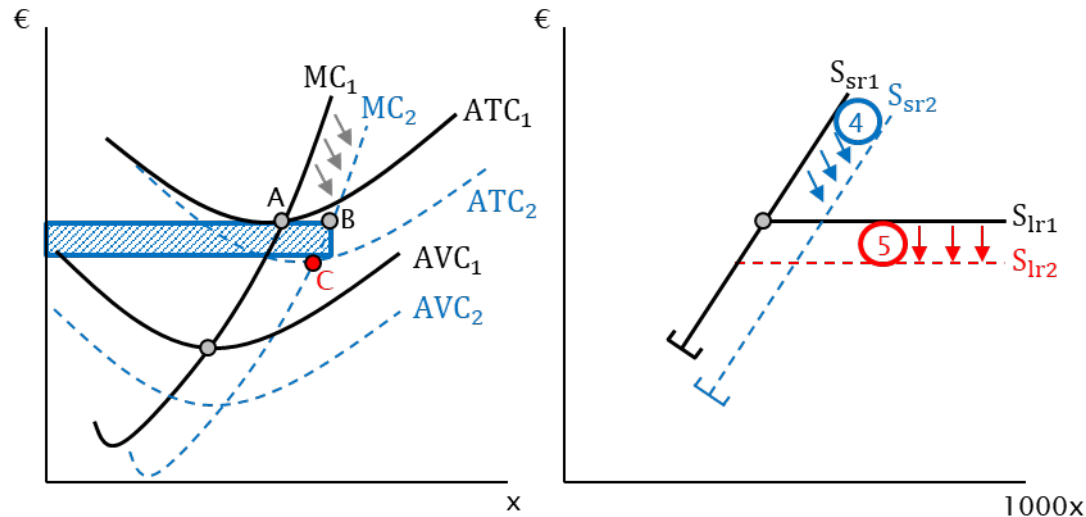 €
MC₁
MC₂
ATC₁
A
B
ATC₂
C
AVC₁
AVC₂
x
€
Sₛᵣ₁
Sₛᵣ₂
4
Sₗᵣ₁
5
Sₗᵣ₂
1000x